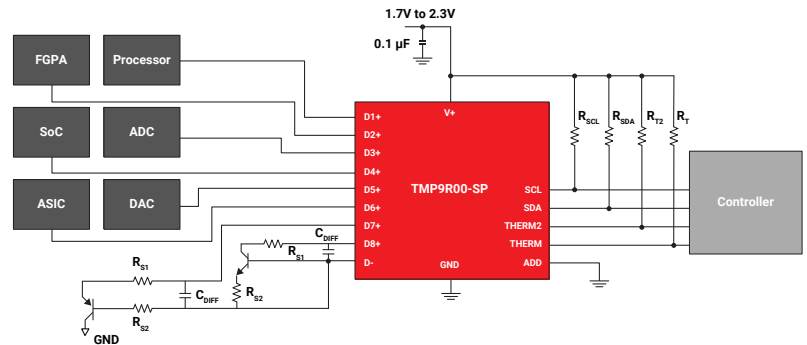 1.7V to 2.3V
0.1 µF
FGPA
Processor
SoC
ADC
ASIC
DAC
D1+
D2+
D3+
D4+
D5+
D6+
D7+
D8+
D-
V+
TMP9R00-SP
GND
SCL
SDA
THERM2
THERM
ADD
RSCL
RSDA
RT2
RT
Controller
CDIFF
RS1
RS2
RS1
CDIFF
RS2
GND